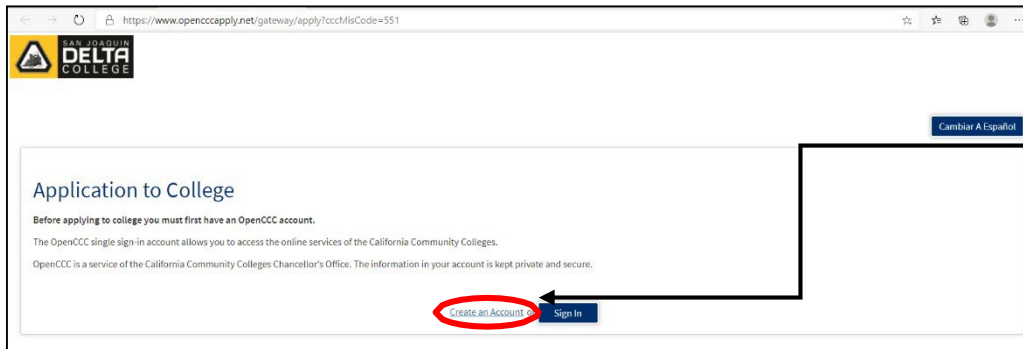 https://www.opencccapply.net/gateway/apply?cccMisCode=551
SAN JOAQUIN
DELTA
COLLEGE
Cambiar A Español
Application to College
Before applying to college you must first have an OpenCCC account.
The OpenCCC single sign-in account allows you to access the online services of the California Community Colleges.
OpenCCC is a service of the California Community Colleges Chancellor's Office. The information in your account is kept private and secure.
Create an Account or Sign In